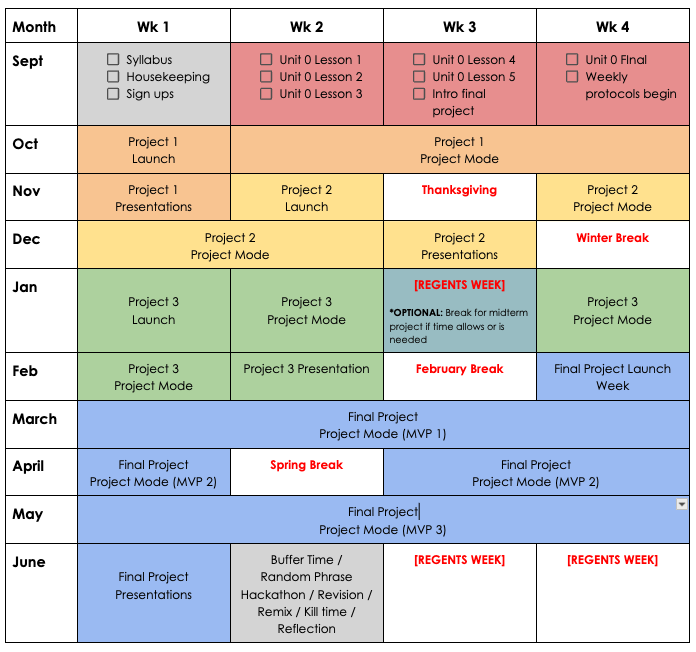 Month Wk 1 Wk 2 Wk 3 Wk 4
Sept
Syllabus
Housekeeping
Sign ups
Unit 0 Lesson 1
Unit 0 Lesson 2
Unit 0 Lesson 3
Unit 0 Lesson 4
Unit 0 Lesson 5
Intro final
project
Unit 0 FInal
Weekly
protocols begin
Oct
Project 1
Launch
Project 1
Project Mode
Nov
Project 1
Presentations
Project 2
Launch
Thanksgiving
Project 2
Project Mode
Dec
Project 2
Project Mode
Project 2
Presentations
Winter Break
Jan
Project 3
Launch
Project 3
Project Mode
[REGENTS WEEK]
*OPTIONAL: Break for midterm
project if time allows or is
needed
Project 3
Project Mode
Feb
Project 3
Project Mode
Project 3 Presentation
February Break
Final Project Launch
Week
March
Final Project
Project Mode (MVP 1)
April
Final Project
Project Mode (MVP 2)
Spring Break
Final Project
Project Mode (MVP 2)
May
Final Project
Project Mode (MVP 3)
June
Final Project
Presentations
Buffer Time /
Random Phrase
Hackathon / Revision /
Remix / Kill time /
Reflection
[REGENTS WEEK]
[REGENTS WEEK]